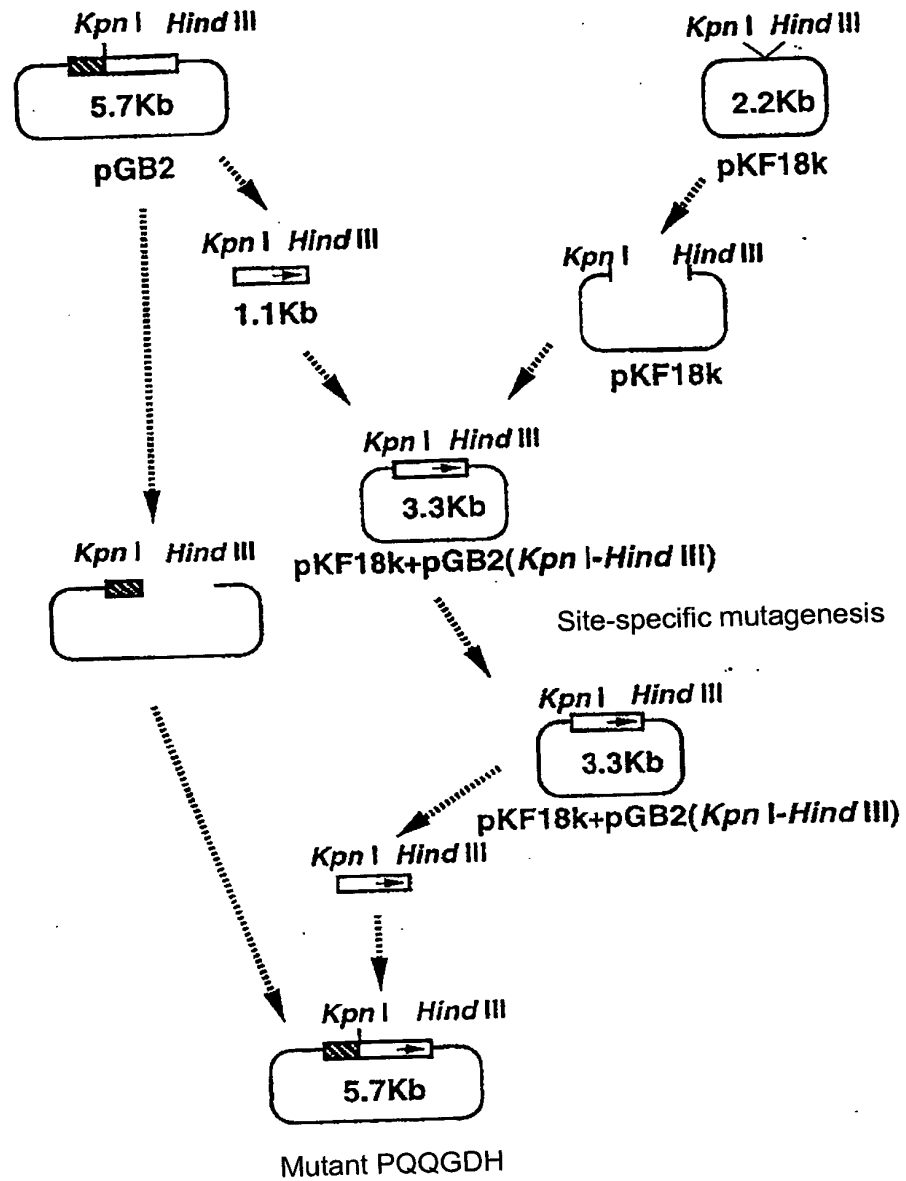 Kpn I Hind III
5.7Kb
pGB2
Kpn I Hind III
2.2Kb
pKF18k
Kpn I Hind III
1.1Kb
Kpn I Hind III
pKF18k
Kpn I Hind III
3.3Kb
pKF18k+pGB2(Kpn I-Hind III)
Kpn I Hind III
Site-specific mutagenesis
Kpn I Hind III
3.3Kb
pKF18k+pGB2(Kpn I-Hind III)
Kpn I Hind III
Kpn I Hind III
5.7Kb
Mutant PQQGDH